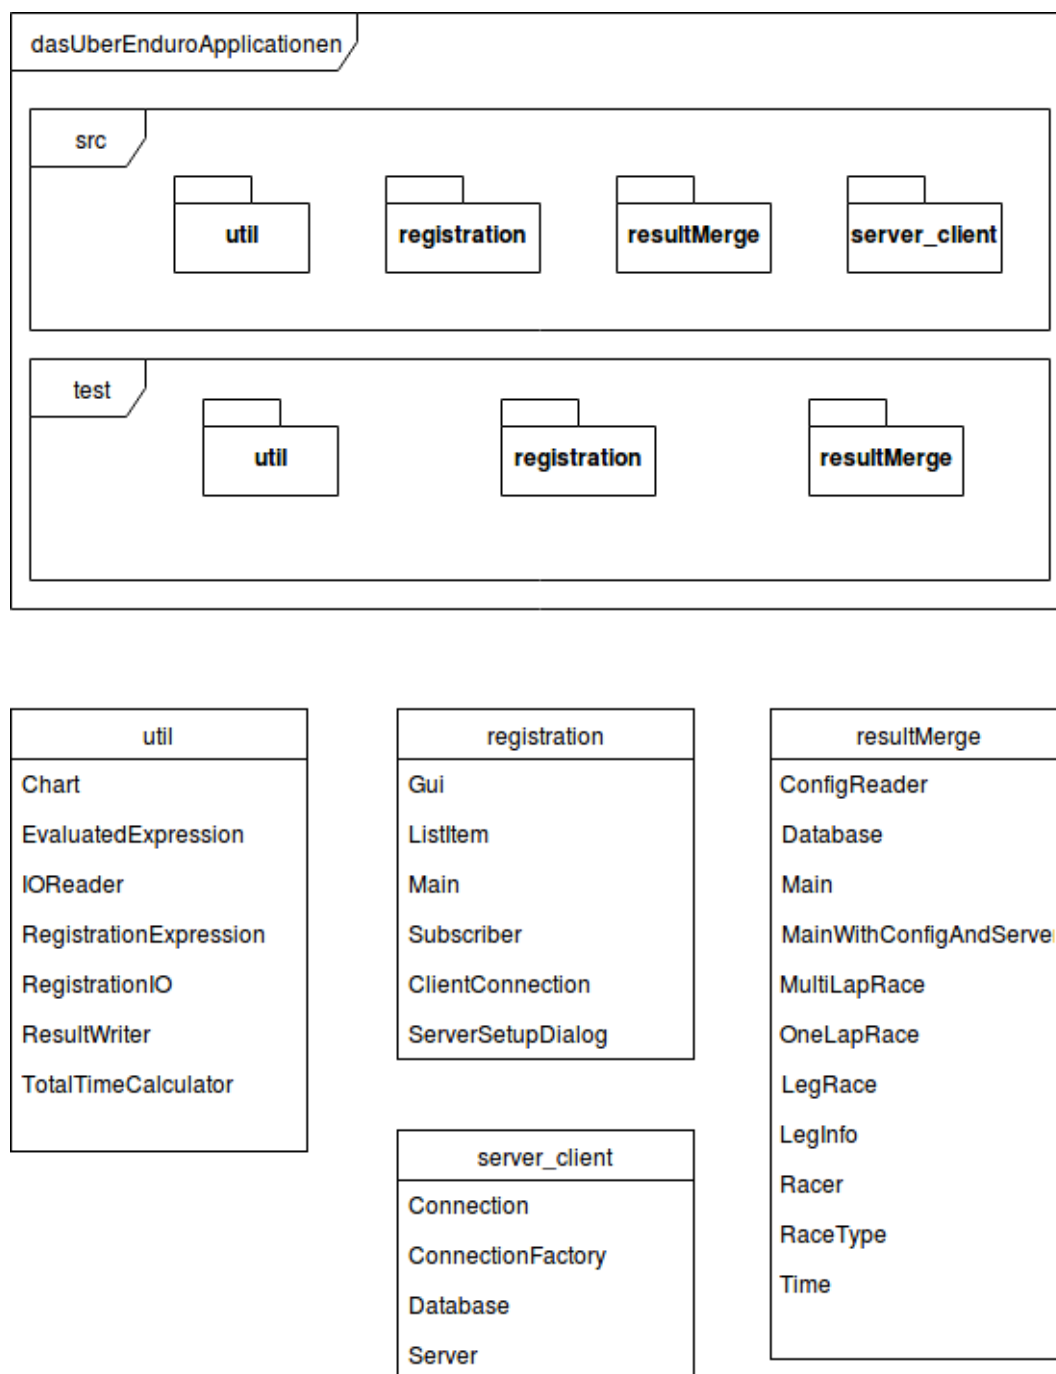 dasUberEnduroApplicationen
src
util
registration
resultMerge
server_client
test
util
registration
resultMerge
util
Chart
EvaluatedExpression
IOReader
RegistrationExpression
RegistrationIO
ResultWriter
TotalTimeCalculator
registration
Gui
ListItem
Main
Subscriber
ClientConnection
ServerSetupDialog
server_client
Connection
ConnectionFactory
Database
Server
resultMerge
ConfigReader
Database
Main
MainWithConfigAndServer
MultiLapRace
OneLapRace
LegRace
LegInfo
Racer
RaceType
Time